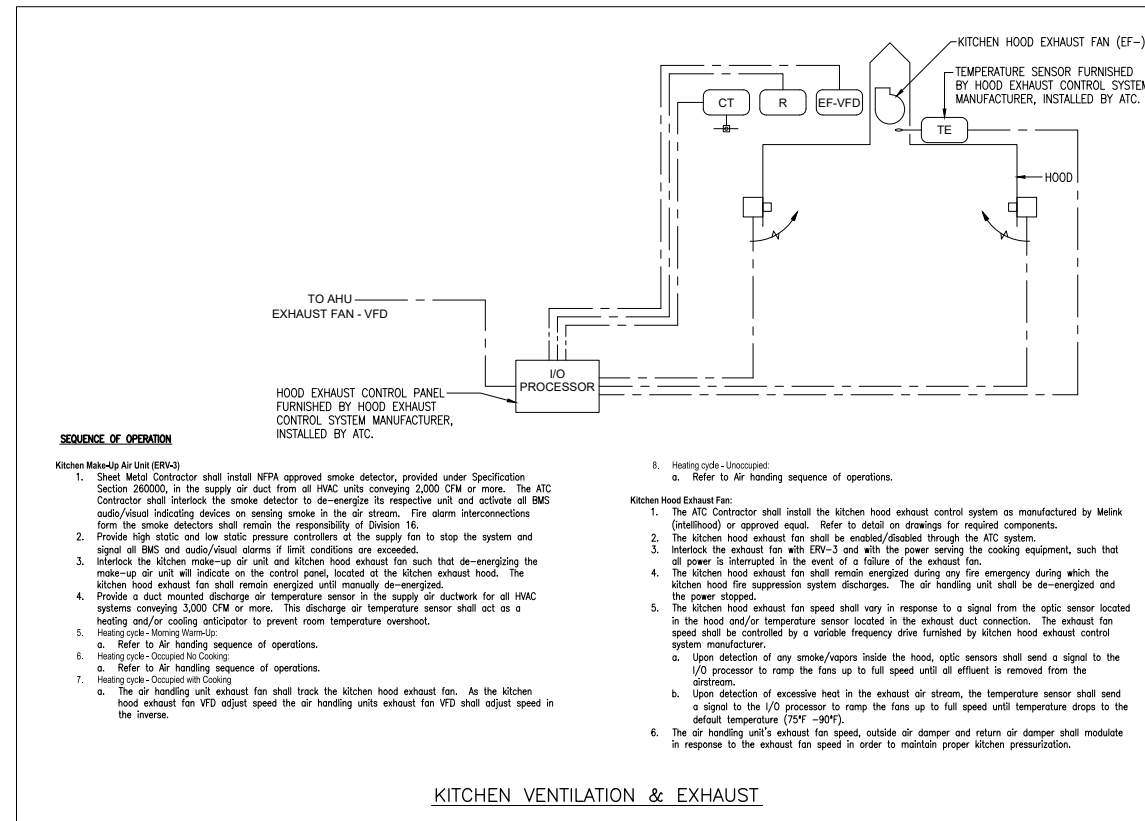 KITCHEN HOOD EXHAUST FAN (EF-)
TEMPERATURE SENSOR FURNISHED
BY HOOD EXHAUST CONTROL SYSTEM
MANUFACTURER, INSTALLED BY ATC.
CT
R
EF-VFD
TE
HOOD
TO AHU
EXHAUST FAN - VFD
I/O
PROCESSOR
HOOD EXHAUST CONTROL PANEL
FURNISHED BY HOOD EXHAUST
CONTROL SYSTEM MANUFACTURER,
INSTALLED BY ATC.
SEQUENCE OF OPERATION
Kitchen Make-Up Air Unit (ERV-3)
1. Sheet Metal Contractor shall install NFPA approved smoke detector, provided under Specification
Section 260000, in the supply air duct from all HVAC units conveying 2,000 CFM or more. The ATC
Contractor shall interlock the smoke detector to de-energize its respective unit and activate all BMS
audio/visual indicating devices on sensing smoke in the air stream. Fire alarm interconnections
form the smoke detectors shall remain the responsibility of Division 16.
2. Provide high static and low static pressure controllers at the supply fan to stop the system and
signal all BMS and audio/visual alarms if limit conditions are exceeded.
3. Interlock the kitchen make-up air unit and kitchen hood exhaust fan such that de-energizing the
make-up air unit will indicate on the control panel, located at the kitchen exhaust hood. The
kitchen hood exhaust fan shall remain energized until manually de-energized.
4. Provide a duct mounted discharge air temperature sensor in the supply air ductwork for all HVAC
systems conveying 3,000 CFM or more. This discharge air temperature sensor shall act as a
heating and/or cooling anticipator to prevent room temperature overshoot.
5. Heating cycle - Morning Warm-Up:
a. Refer to Air handing sequence of operations.
6. Heating cycle - Occupied No Cooking:
a. Refer to Air handling sequence of operations.
7. Heating cycle - Occupied with Cooking
a. The air handling unit exhaust fan shall track the kitchen hood exhaust fan. As the kitchen
hood exhaust fan VFD adjust speed the air handling units exhaust fan VFD shall adjust speed in
the inverse.
8. Heating cycle - Unoccupied:
a. Refer to Air handing sequence of operations.
Kitchen Hood Exhaust Fan:
1. The ATC Contractor shall install the kitchen hood exhaust control system as manufactured by Melink
(intellihood) or approved equal. Refer to detail on drawings for required components.
2. The kitchen hood exhaust fan shall be enabled/disabled through the ATC system.
3. Interlock the exhaust fan with ERV-3 and with the power serving the cooking equipment, such that
all power is interrupted in the event of a failure of the exhaust fan.
4. The kitchen hood exhaust fan shall remain energized during any fire emergency during which the
kitchen hood fire suppression system discharges. The air handling unit shall be de-energized and
the power stopped.
5. The kitchen hood exhaust fan speed shall vary in response to a signal from the optic sensor located
in the hood and/or temperature sensor located in the exhaust duct connection. The exhaust fan
speed shall be controlled by a variable frequency drive furnished by kitchen hood exhaust control
system manufacturer.
a. Upon detection of any smoke/vapors inside the hood, optic sensors shall send a signal to the
I/O processor to ramp the fans up to full speed until all effluent is removed from the
airstream.
b. Upon detection of excessive heat in the exhaust air stream, the temperature sensor shall send
a signal to the I/O processor to ramp the fans up to full speed until temperature drops to the
default temperature (75°F -90°F).
6. The air handling unit's exhaust fan speed, outside air damper and return air damper shall modulate
in response to the exhaust fan speed in order to maintain proper kitchen pressurization.
KITCHEN VENTILATION & EXHAUST